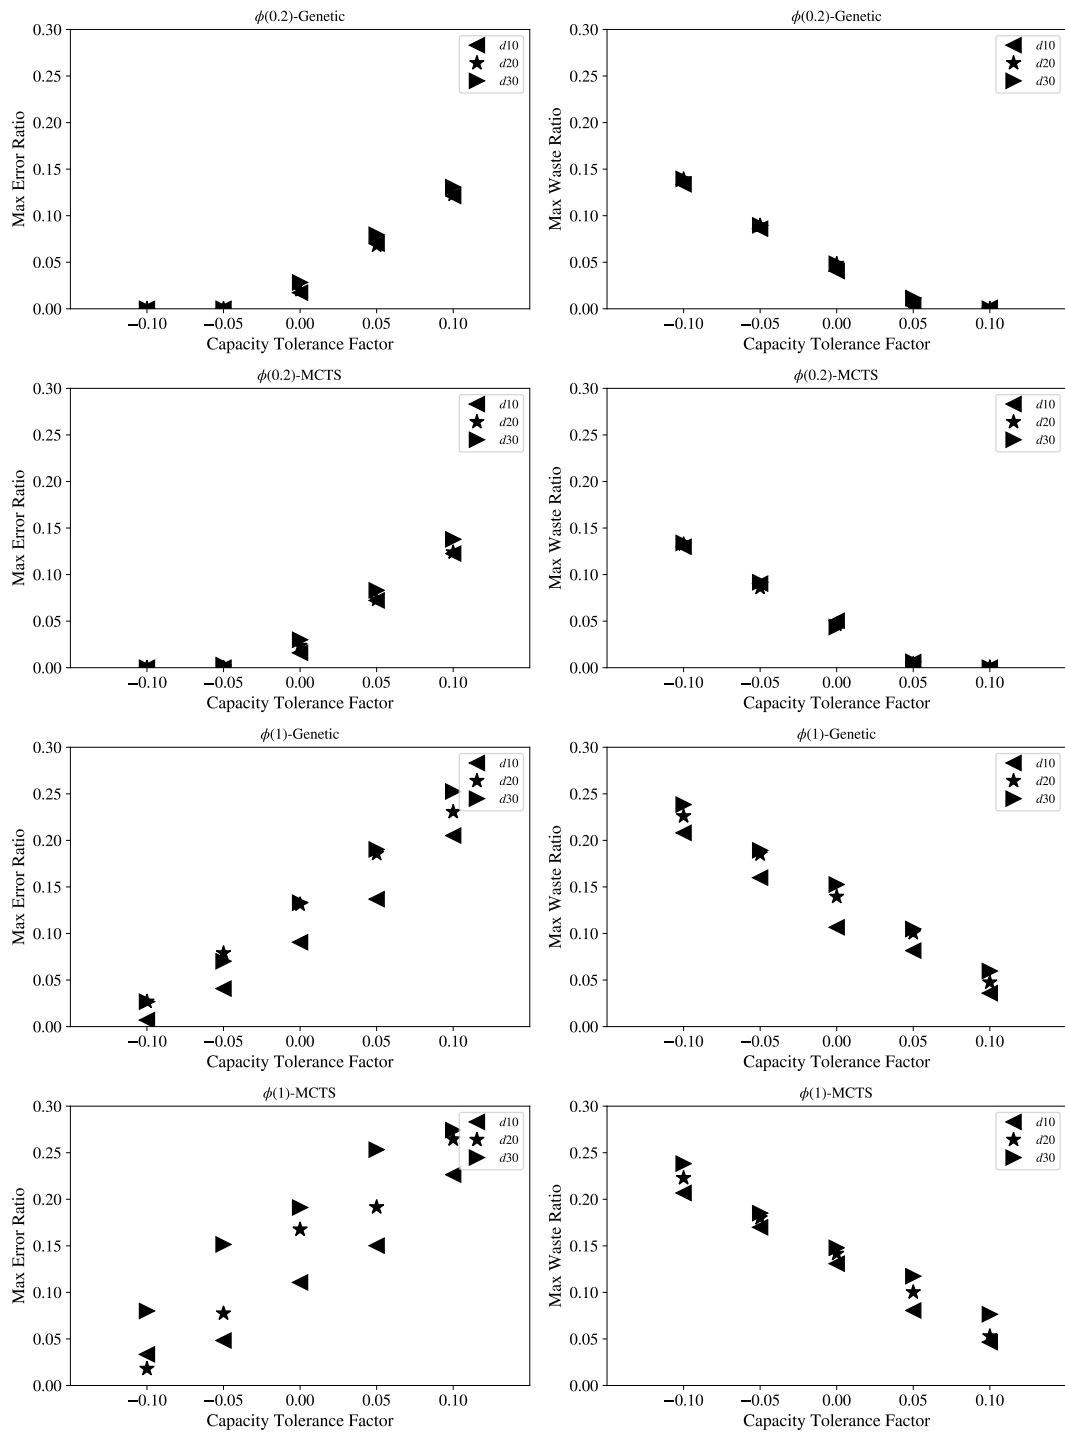 ϕ(0.2)-Genetic
0.30
0.25
0.20
0.15
0.10
0.05
0.00
Max Error Ratio
d10
d20
d30
−0.10 −0.05 0.00 0.05 0.10
Capacity Tolerance Factor
ϕ(0.2)-Genetic
0.30
0.25
0.20
0.15
0.10
0.05
0.00
Max Waste Ratio
d10
d20
d30
−0.10 −0.05 0.00 0.05 0.10
Capacity Tolerance Factor
ϕ(0.2)-MCTS
0.30
0.25
0.20
0.15
0.10
0.05
0.00
Max Error Ratio
d10
d20
d30
−0.10 −0.05 0.00 0.05 0.10
Capacity Tolerance Factor
ϕ(0.2)-MCTS
0.30
0.25
0.20
0.15
0.10
0.05
0.00
Max Waste Ratio
d10
d20
d30
−0.10 −0.05 0.00 0.05 0.10
Capacity Tolerance Factor
ϕ(1)-Genetic
0.30
0.25
0.20
0.15
0.10
0.05
0.00
Max Error Ratio
d10
d20
d30
−0.10 −0.05 0.00 0.05 0.10
Capacity Tolerance Factor
ϕ(1)-Genetic
0.30
0.25
0.20
0.15
0.10
0.05
0.00
Max Waste Ratio
d10
d20
d30
−0.10 −0.05 0.00 0.05 0.10
Capacity Tolerance Factor
ϕ(1)-MCTS
0.30
0.25
0.20
0.15
0.10
0.05
0.00
Max Error Ratio
d10
d20
d30
−0.10 −0.05 0.00 0.05 0.10
Capacity Tolerance Factor
ϕ(1)-MCTS
0.30
0.25
0.20
0.15
0.10
0.05
0.00
Max Waste Ratio
d10
d20
d30
−0.10 −0.05 0.00 0.05 0.10
Capacity Tolerance Factor